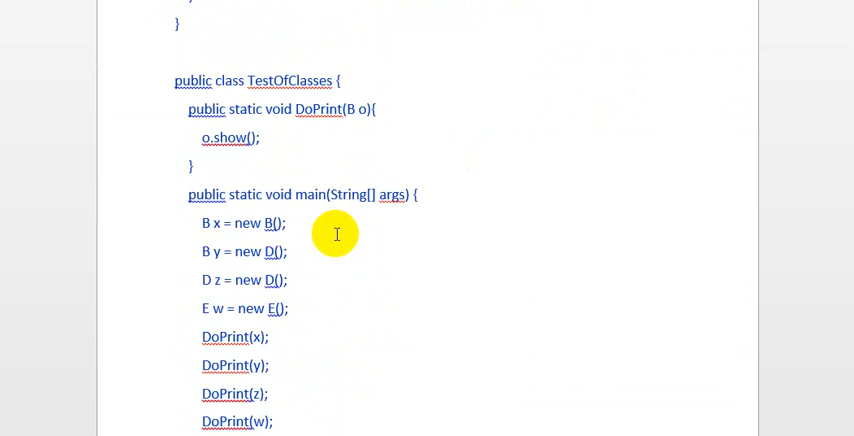 }
public class TestOfClasses {
public static void DoPrint(B o){
o.show();
}
public static void main(String[] args) {
B x = new B();
B y = new D();
D z = new D();
E w = new E();
DoPrint(x);
DoPrint(y);
DoPrint(z);
DoPrint(w);